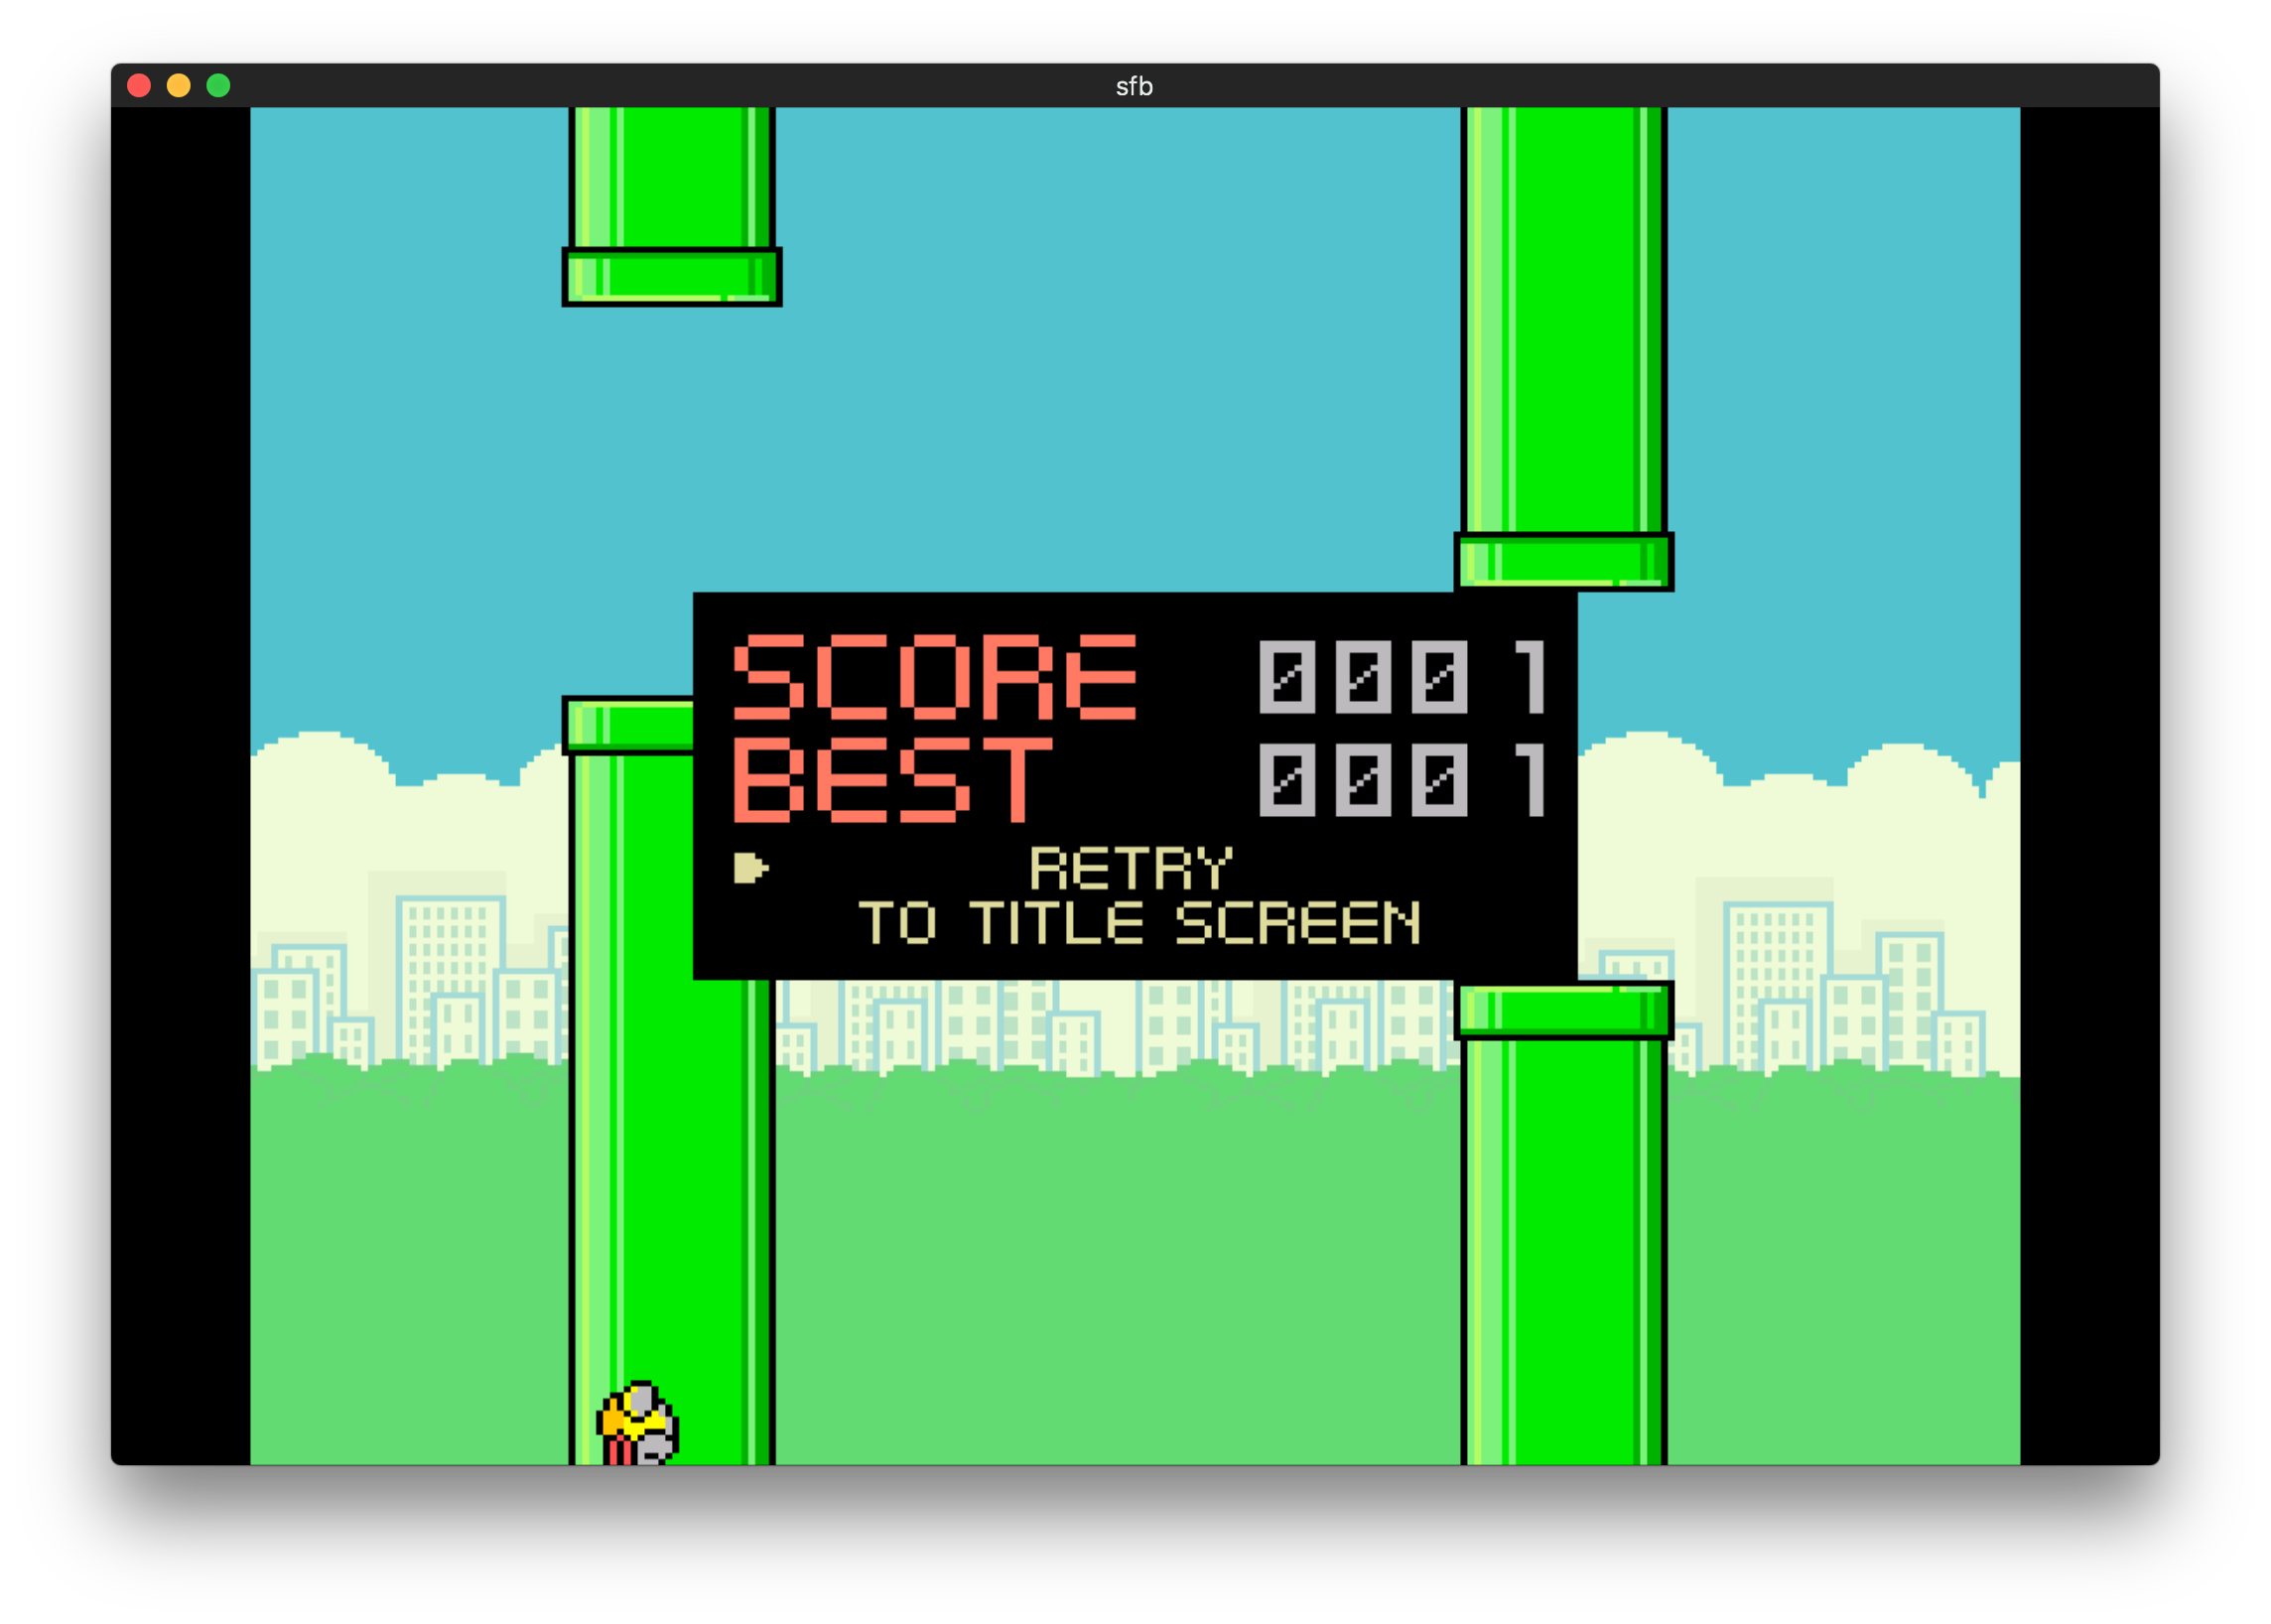 sfb
SCORE 0001
BEST 0001
RETRY
TO TITLE SCREEN